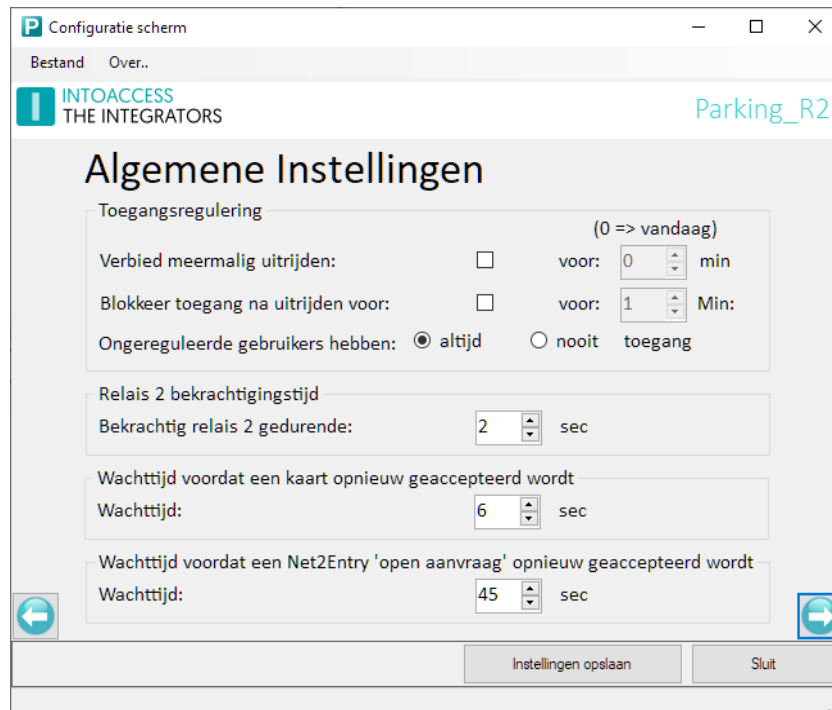 Configuratie scherm
Bestand Over..
INTOACCESS
THE INTEGRATORS
Parking_R2
Algemene Instellingen
Toegangsregulering
(0 => vandaag)
Verbied meermalig uitrijden: voor: 0 min
Blokkeer toegang na uitrijden voor: voor: 1 Min:
Ongereguleerde gebruikers hebben: altijd nooit toegang
Relais 2 bekrachtigingstijd
Bekrachtig relais 2 gedurende: 2 sec
Wachttijd voordat een kaart opnieuw geaccepteerd wordt
Wachttijd: 6 sec
Wachttijd voordat een Net2Entry 'open aanvraag' opnieuw geaccepteerd wordt
Wachttijd: 45 sec
Instellingen opslaan Sluit